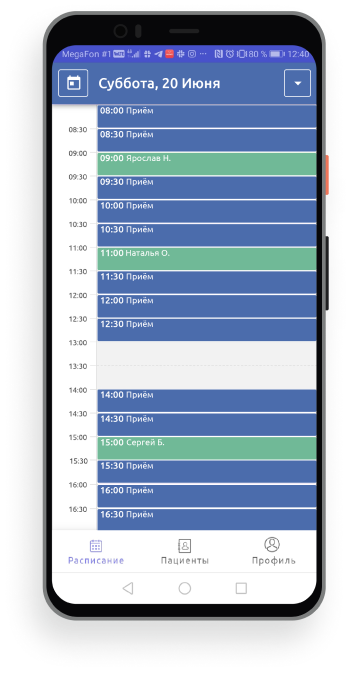 MegaFon #1 80 % 12:40
Суббота, 20 Июня
08:00 Приём
08:30
08:30 Приём
09:00
09:00 Ярослав Н.
09:30
09:30 Приём
10:00
10:00 Приём
10:30
10:30 Приём
11:00
11:00 Наталья О.
11:30
11:30 Приём
12:00
12:00 Приём
12:30
12:30 Приём
13:00
13:30
14:00
14:00 Приём
14:30
14:30 Приём
15:00
15:00 Сергей Б.
15:30
15:30 Приём
16:00
16:00 Приём
16:30
16:30 Приём
Расписание Пациенты Профиль